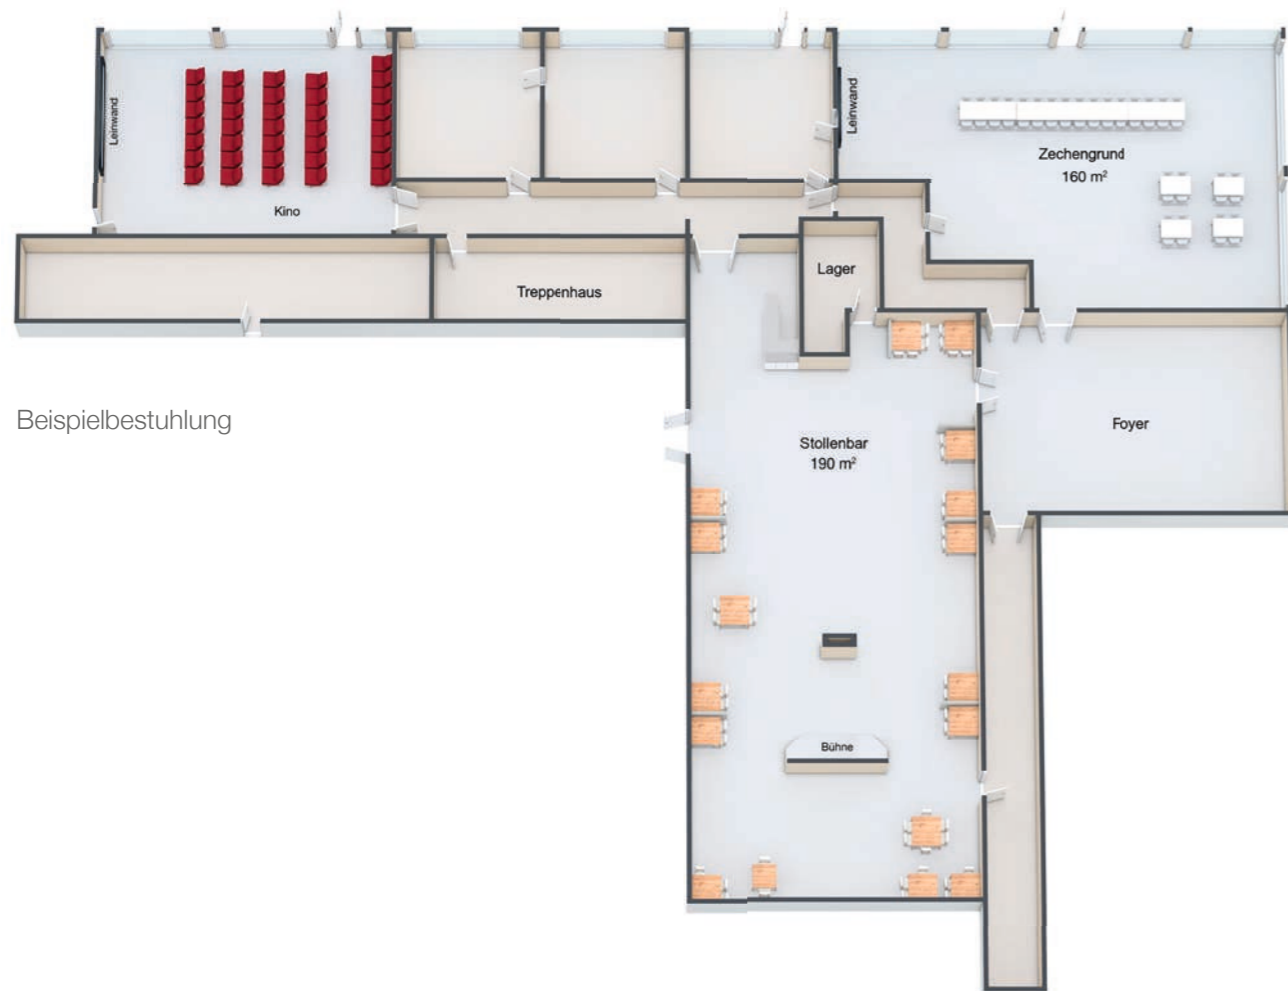 Leinwand
Kino
Leinwand
Zechengrund
160 m²
Lager
Treppenhaus
Beispielbestuhlung
Stollenbar
190 m²
Foyer
Bühne